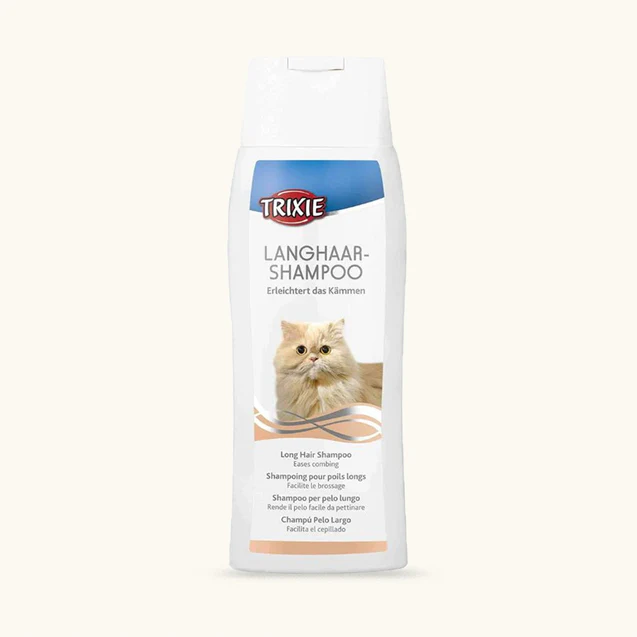 TRIXIE
LANGHAAR-
SHAMPOO
Erleichtert das Kämmen
Long Hair Shampoo
Eases combing
Shampoing pour poils longs
Facilite le brossage
Shampoo per pelo lungo
Rende il pelo facile da pettinare
Champú Pelo Largo
Facilita el cepillado